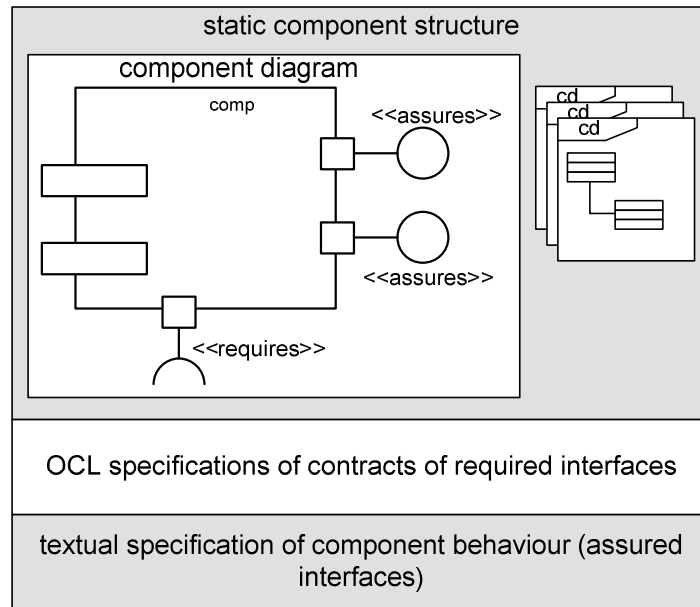 static component structure
component diagram
comp
<<assures>>
cd
cd
cd
<<assures>>
<<requires>>
OCL specifications of contracts of required interfaces
textual specification of component behaviour (assured
interfaces)